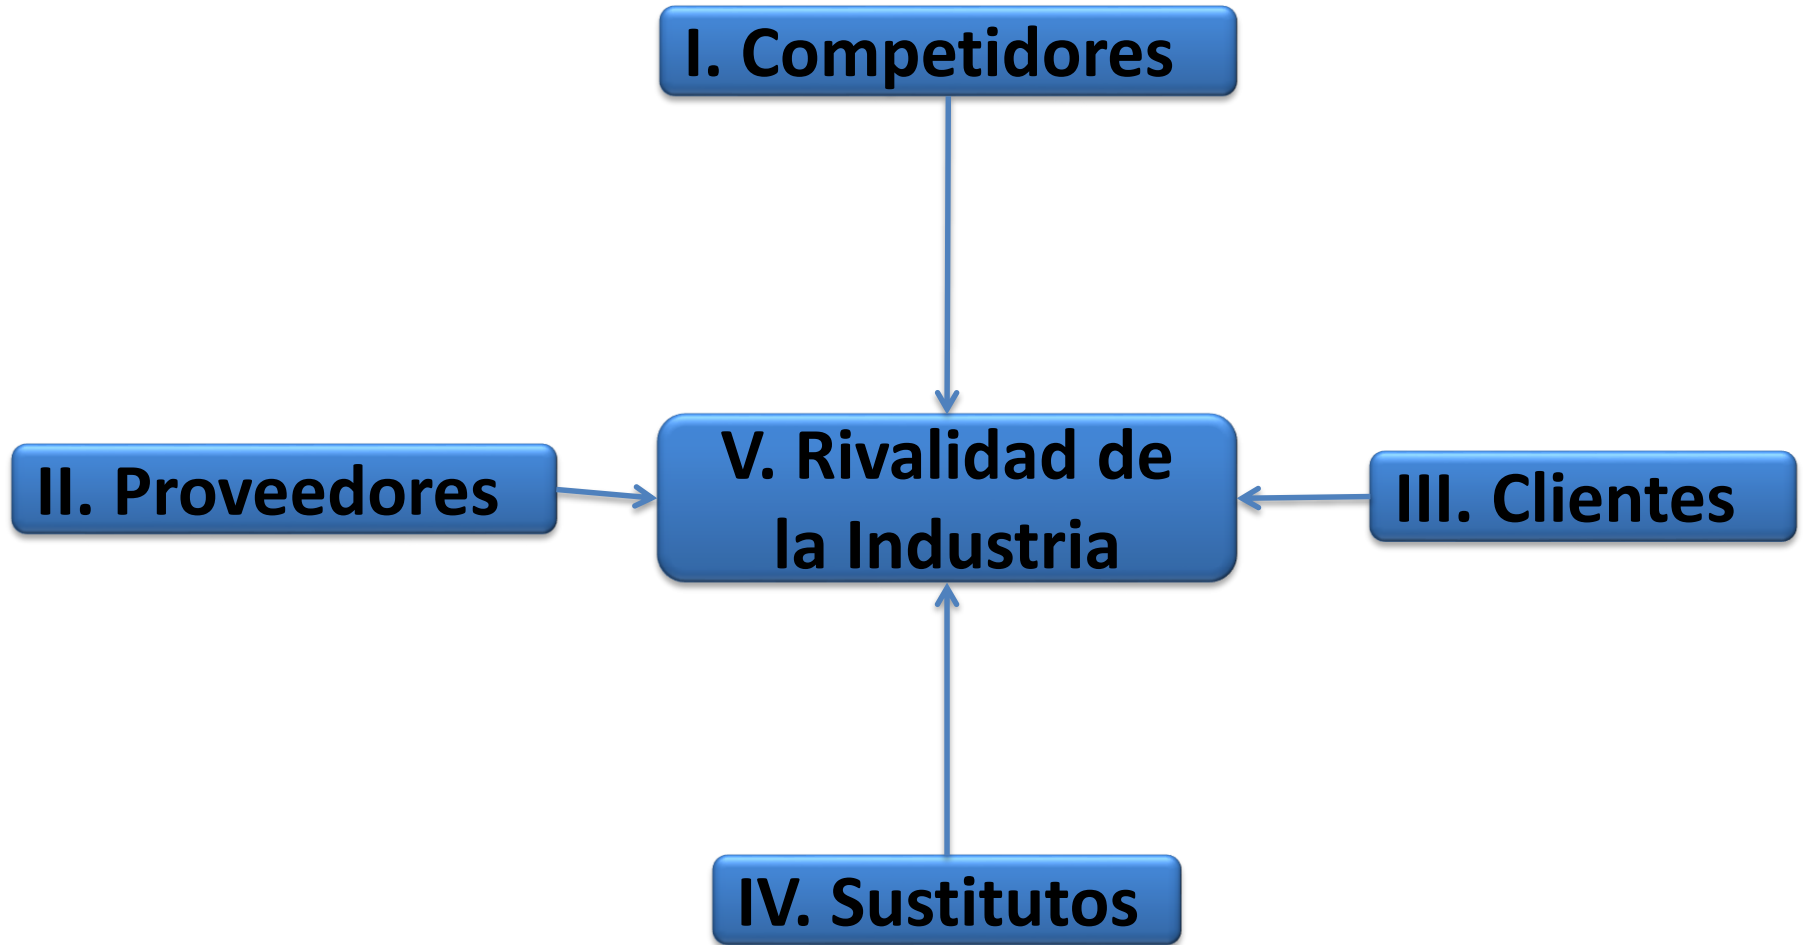 I. Competidores
II. Proveedores
V. Rivalidad de
la Industria
III. Clientes
IV. Sustitutos